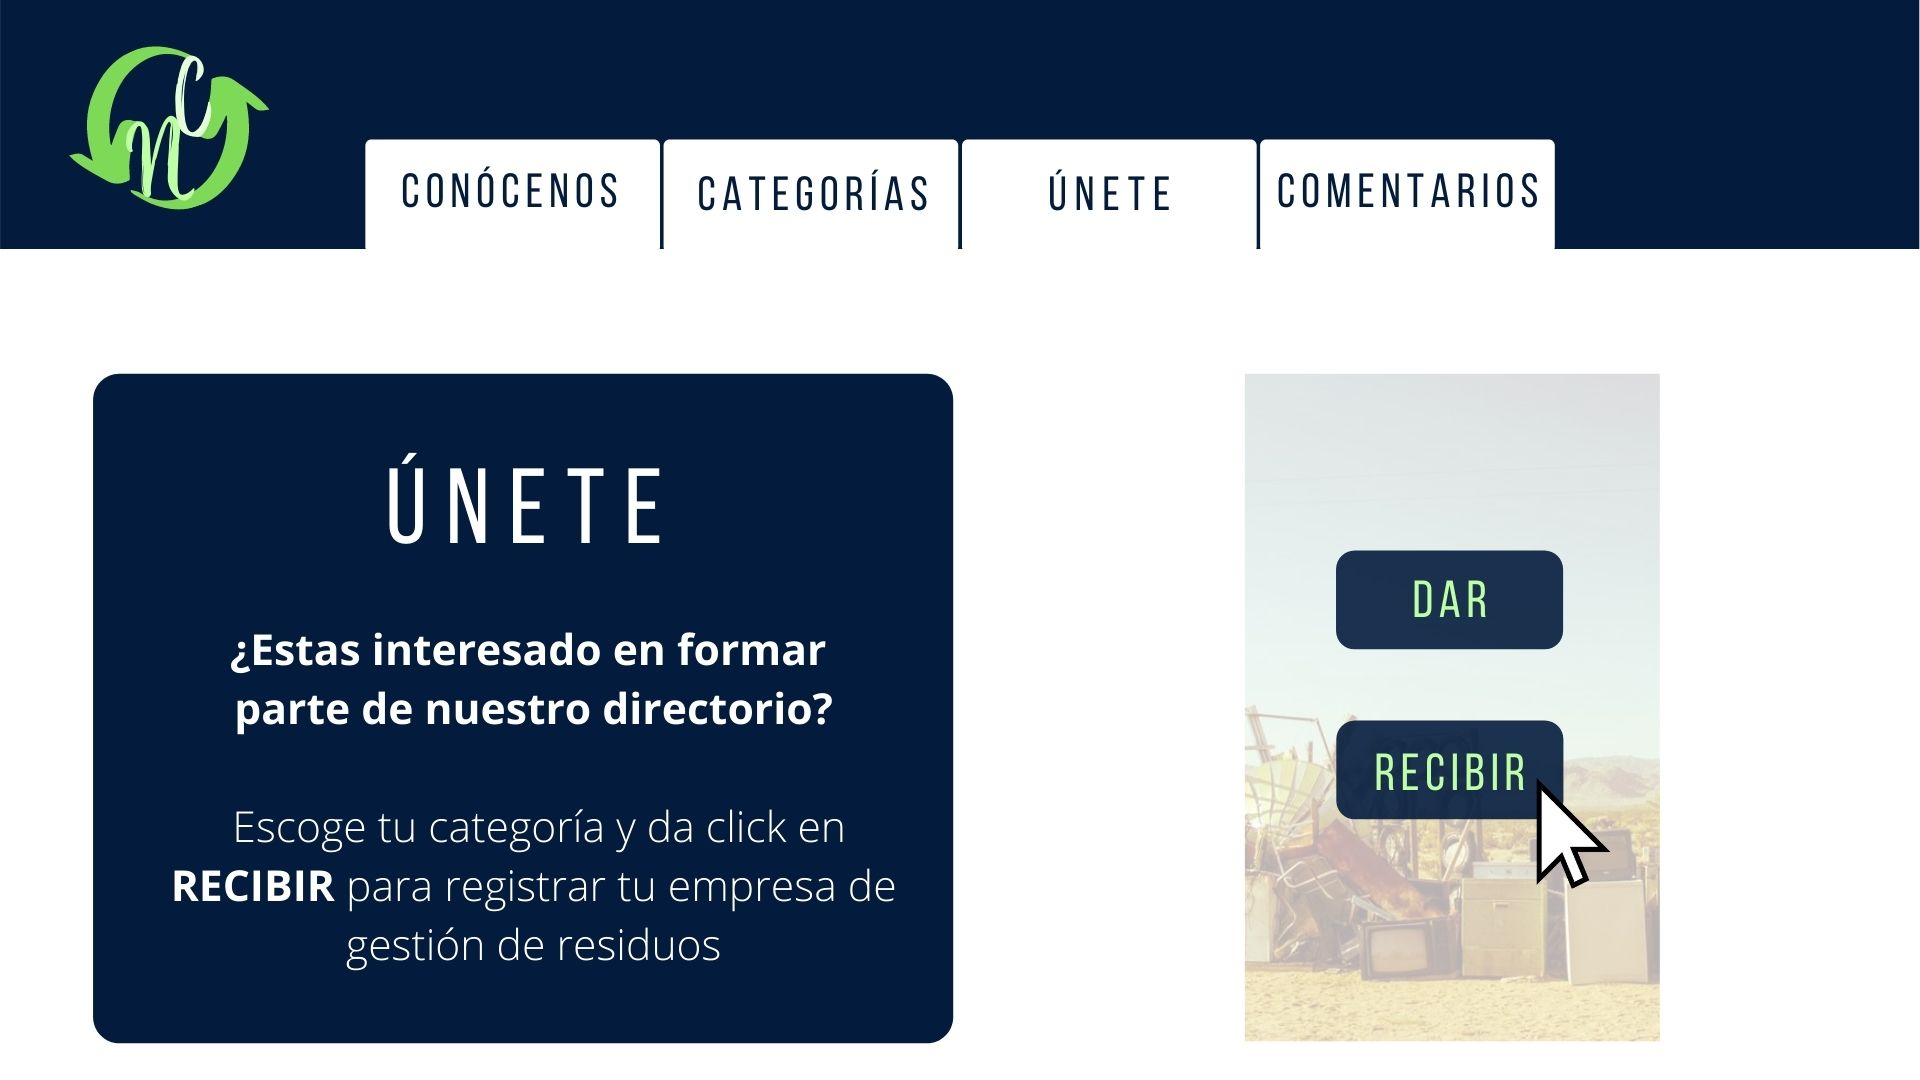 NC
CONÓCENOS
CATEGORÍAS
ÚNETE
COMENTARIOS
ÚNETE
¿Estas interesado en formar
parte de nuestro directorio?
Escoge tu categoría y da click en
RECIBIR para registrar tu empresa de
gestión de residuos
DAR
RECIBIR